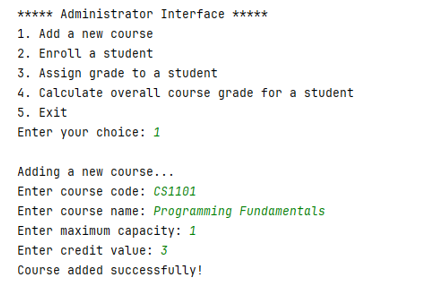 ***** Administrator Interface *****
1. Add a new course
2. Enroll a student
3. Assign grade to a student
4. Calculate overall course grade for a student
5. Exit
Enter your choice: 1
Adding a new course...
Enter course code: CS1101
Enter course name: Programming Fundamentals
Enter maximum capacity: 1
Enter credit value: 3
Course added successfully!